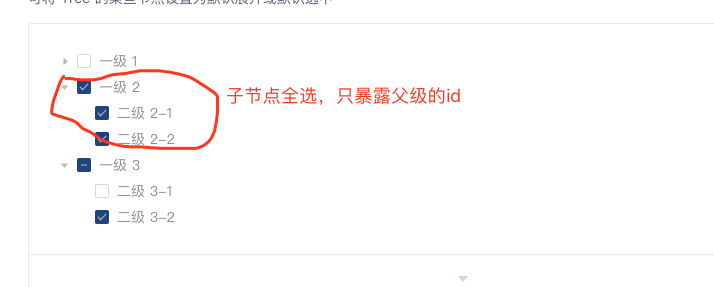 可将 Tree 的某些节点设置为默认展开或默认选中
一级 1
一级 2
子节点全选，只暴露父级的id
二级 2-1
二级 2-2
一级 3
二级 3-1
二级 3-2